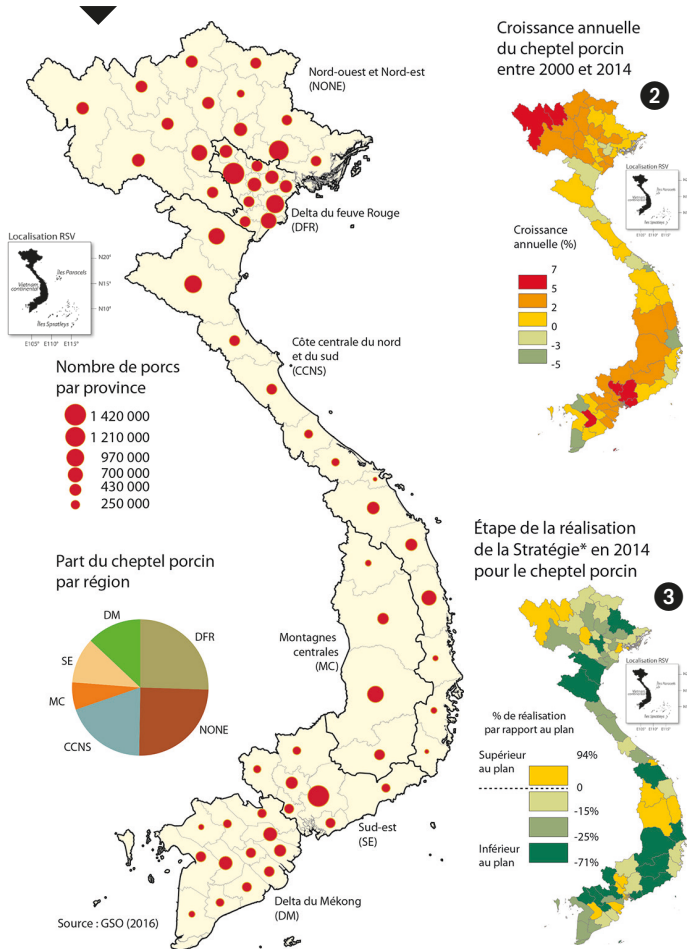 Nord-ouest et Nord-est
(NONE)
Delta du feuve Rouge
(DFR)
Localisation RSV
Îles Paracels
Vietnam
continental
Îles Spratleys
N20°
N15°
N10°
E105° E110° E115°
Côte centrale du nord
et du sud
(CCNS)
Nombre de porcs
par province
1 420 000
1 210 000
970 000
700 000
430 000
250 000
Part du cheptel porcin
par région
DM
DFR
SE
MC
NONE
CCNS
Montagnes
centrales
(MC)
Sud-est
(SE)
Delta du Mékong
(DM)
Source : GSO (2016)
Croissance annuelle
du cheptel porcin
entre 2000 et 2014
2
Localisation RSV
Croissance
annuelle (%)
7
5
2
0
-3
-5
Étape de la réalisation
de la Stratégie* en 2014
pour le cheptel porcin
3
Localisation RSV
% de réalisation
par rapport au plan
Supérieur
au plan
94%
0
-15%
-25%
Inférieur
au plan
-71%